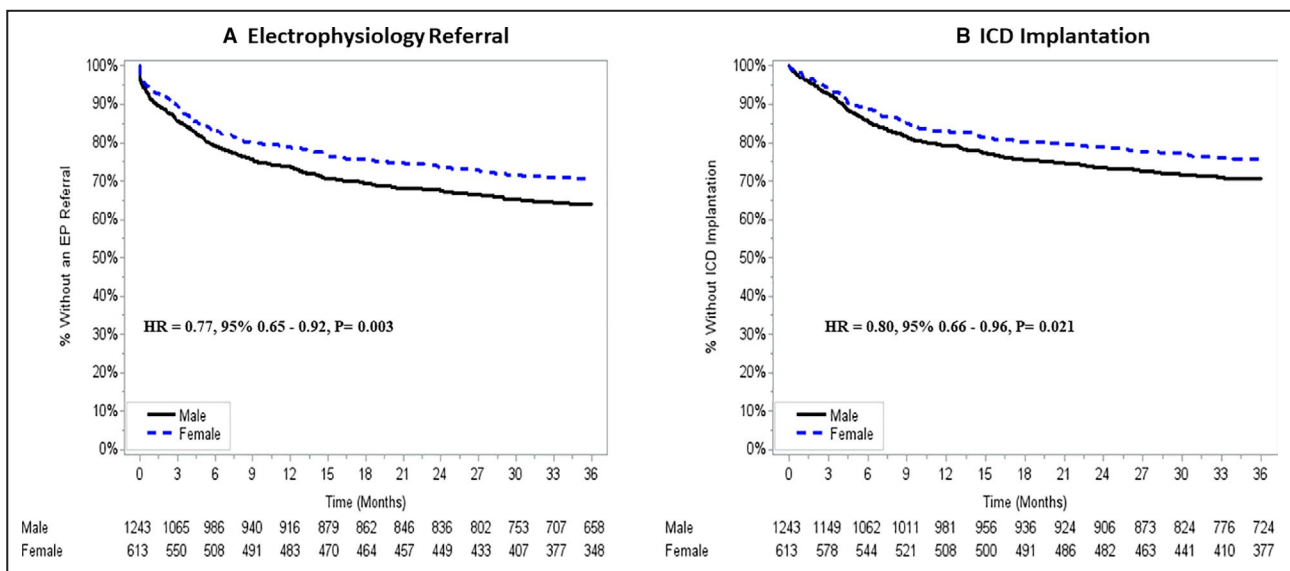 A Electrophysiology Referral
% Without an EP Referral
100%
90%
80%
70%
60%
50%
40%
30%
20%
10%
0%
HR = 0.77, 95% 0.65 - 0.92, P= 0.003
Male
Female
0 3 6 9 12 15 18 21 24 27 30 33 36
Time (Months)
Male 1243 1065 986 940 916 879 862 846 836 802 753 707 658
Female 613 550 508 491 483 470 464 457 449 433 407 377 348
B ICD Implantation
% Without ICD Implantation
100%
90%
80%
70%
60%
50%
40%
30%
20%
10%
0%
HR = 0.80, 95% 0.66 - 0.96, P= 0.021
Male
Female
0 3 6 9 12 15 18 21 24 27 30 33 36
Time (Months)
Male 1243 1149 1062 1011 981 956 936 924 906 873 824 776 724
Female 613 578 544 521 508 500 491 486 482 463 441 410 377